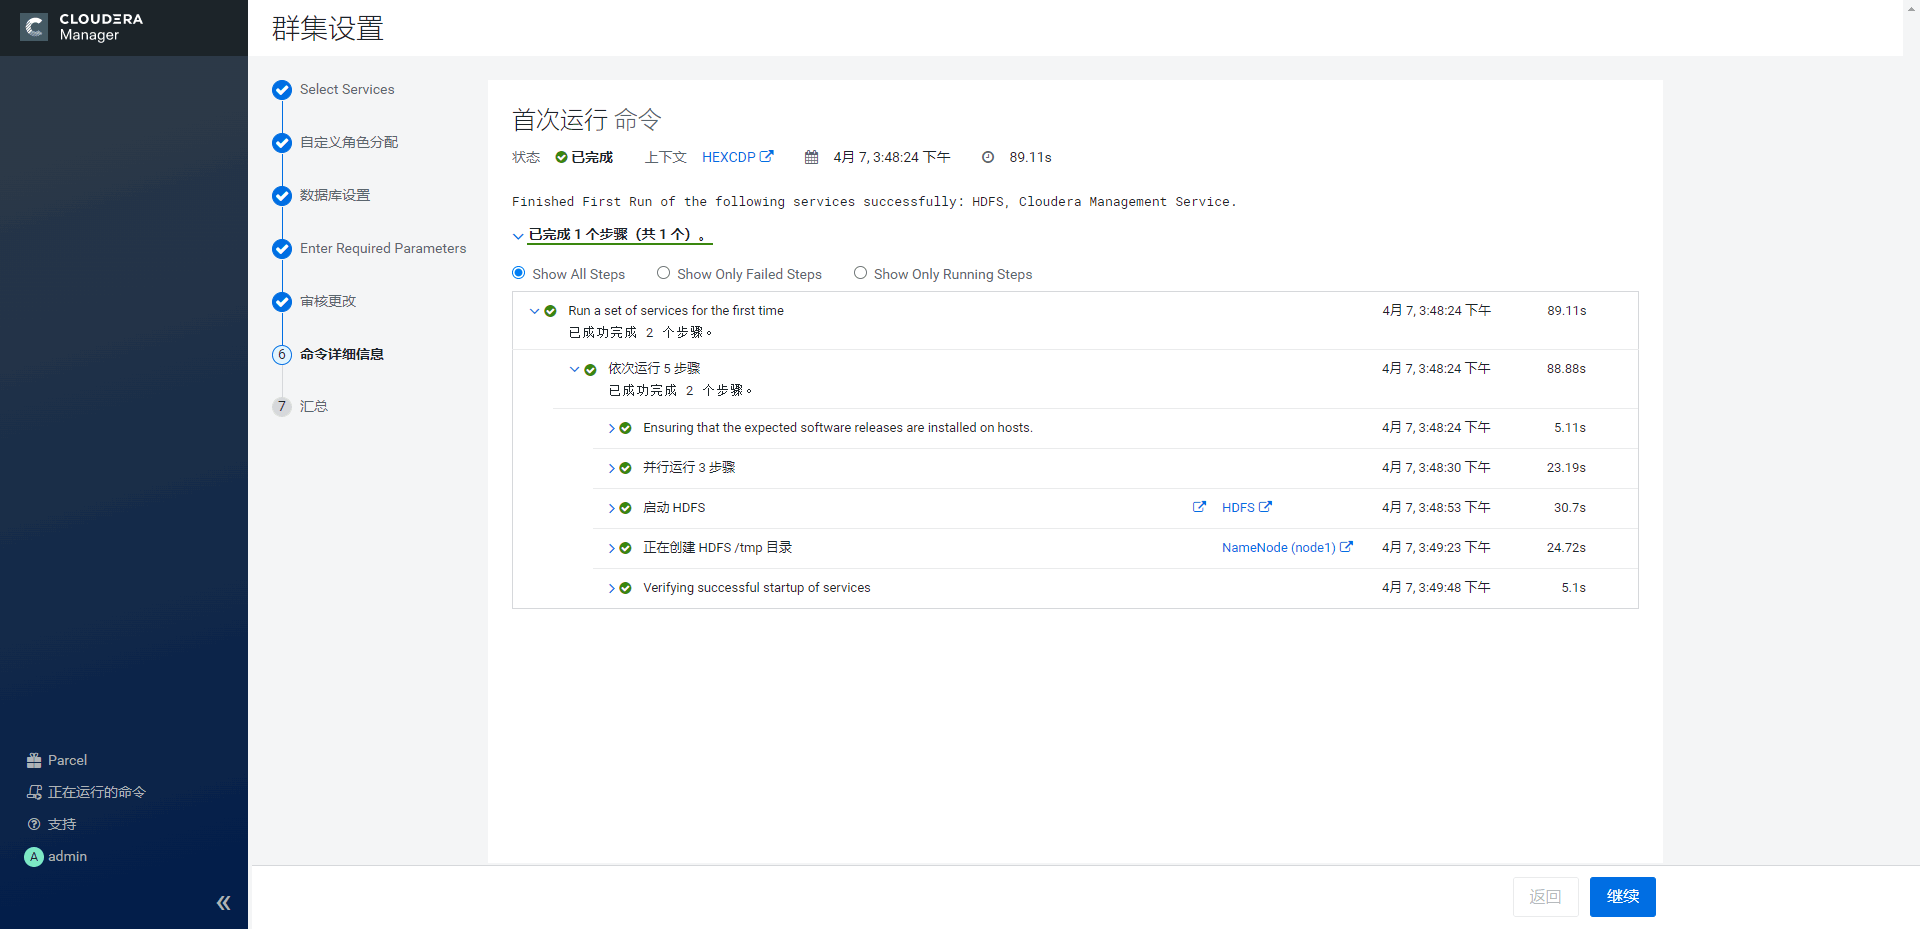 CLOUDERA
Manager
群集设置
Select Services
自定义角色分配
数据库设置
Enter Required Parameters
审核更改
6 命令详细信息
7 汇总
首次运行 命令
状态 已完成 上下文 HEXCDP 4月 7, 3:48:24 下午 89.11s
Finished First Run of the following services successfully: HDFS, Cloudera Management Service.
已完成 1 个步骤（共 1 个）。
Show All Steps Show Only Failed Steps Show Only Running Steps
Run a set of services for the first time 4月 7, 3:48:24 下午 89.11s
已成功完成 2 个步骤。
依次运行 5 步骤 4月 7, 3:48:24 下午 88.88s
已成功完成 2 个步骤。
Ensuring that the expected software releases are installed on hosts. 4月 7, 3:48:24 下午 5.11s
并行运行 3 步骤 4月 7, 3:48:30 下午 23.19s
启动 HDFS HDFS 4月 7, 3:48:53 下午 30.7s
正在创建 HDFS /tmp 目录 NameNode (node1) 4月 7, 3:49:23 下午 24.72s
Verifying successful startup of services 4月 7, 3:49:48 下午 5.1s
Parcel
正在运行的命令
支持
A admin
返回 继续